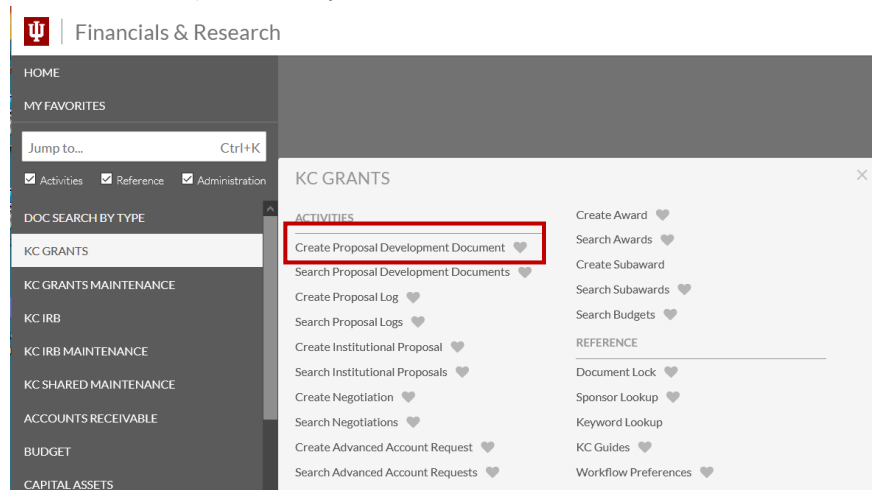 Financials & Research
HOME
MY FAVORITES
Jump to... Ctrl+K
Activities Reference Administration
DOC SEARCH BY TYPE
KC GRANTS
KC GRANTS MAINTENANCE
KC IRB
KC IRB MAINTENANCE
KC SHARED MAINTENANCE
ACCOUNTS RECEIVABLE
BUDGET
CAPITAL ASSETS
KC GRANTS
ACTIVITIES
Create Proposal Development Document
Search Proposal Development Documents
Create Proposal Log
Search Proposal Logs
Create Institutional Proposal
Search Institutional Proposals
Create Negotiation
Search Negotiations
Create Advanced Account Request
Search Advanced Account Requests
Create Award
Search Awards
Create Subaward
Search Subawards
Search Budgets
REFERENCE
Document Lock
Sponsor Lookup
Keyword Lookup
KC Guides
Workflow Preferences